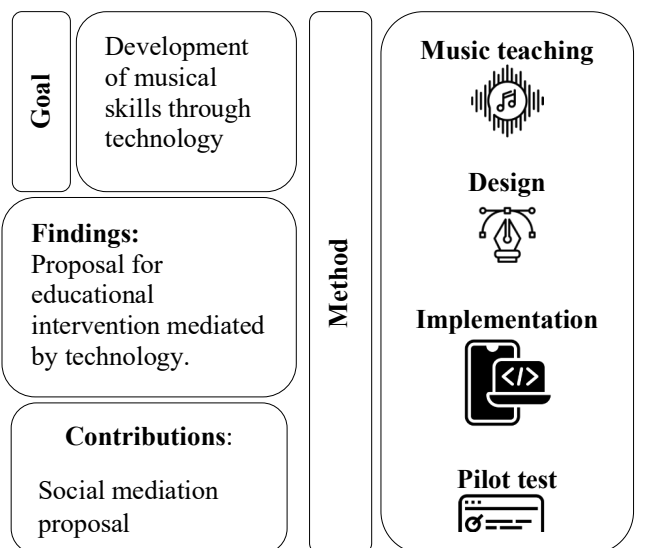 Goal
Development
of musical
skills through
technology
Findings:
Proposal for
educational
intervention mediated
by technology.
Contributions:
Social mediation
proposal
Method
Music teaching
Design
Implementation
</>
Pilot test